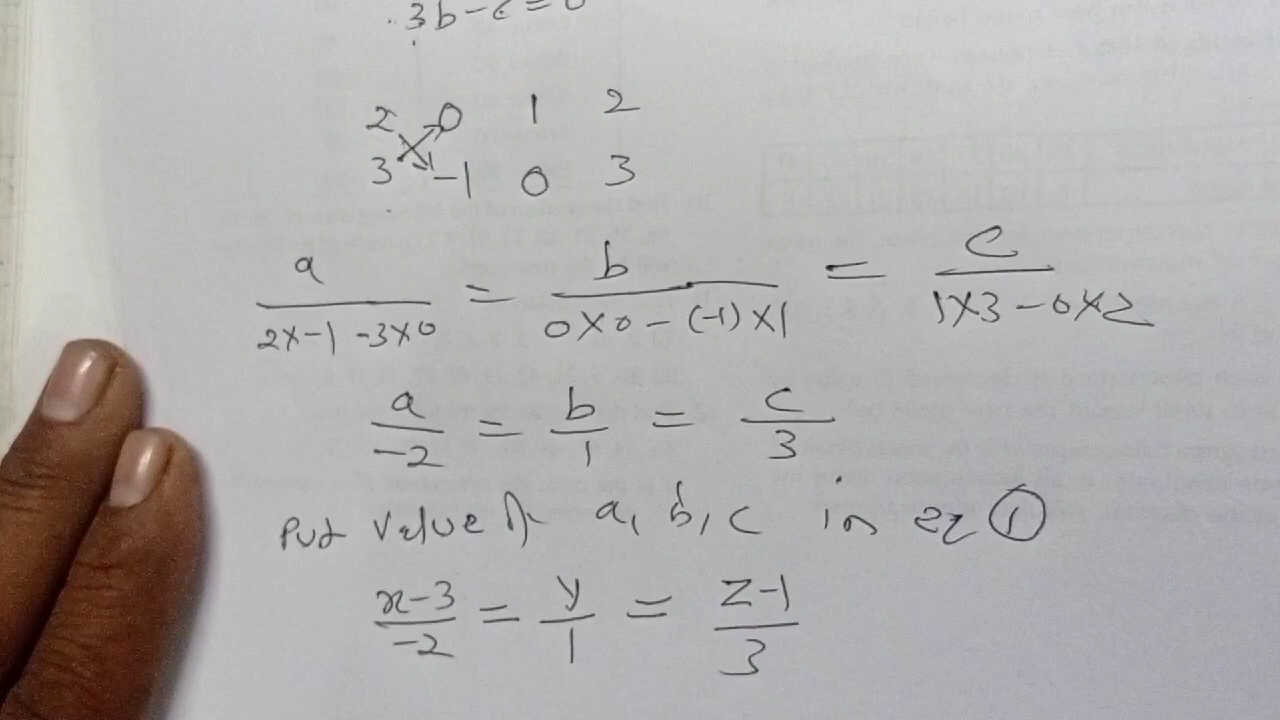 3b-c=0
2 0 1 2
3 -1 0 3
a/(2×-1-3×0) = b/(0×0-(-1)×1) = c/(1×3-0×2)
a/-2 = b/1 = c/3
Put value of a, b, c in eq ①
(x-3)/-2 = y/1 = (z-1)/3